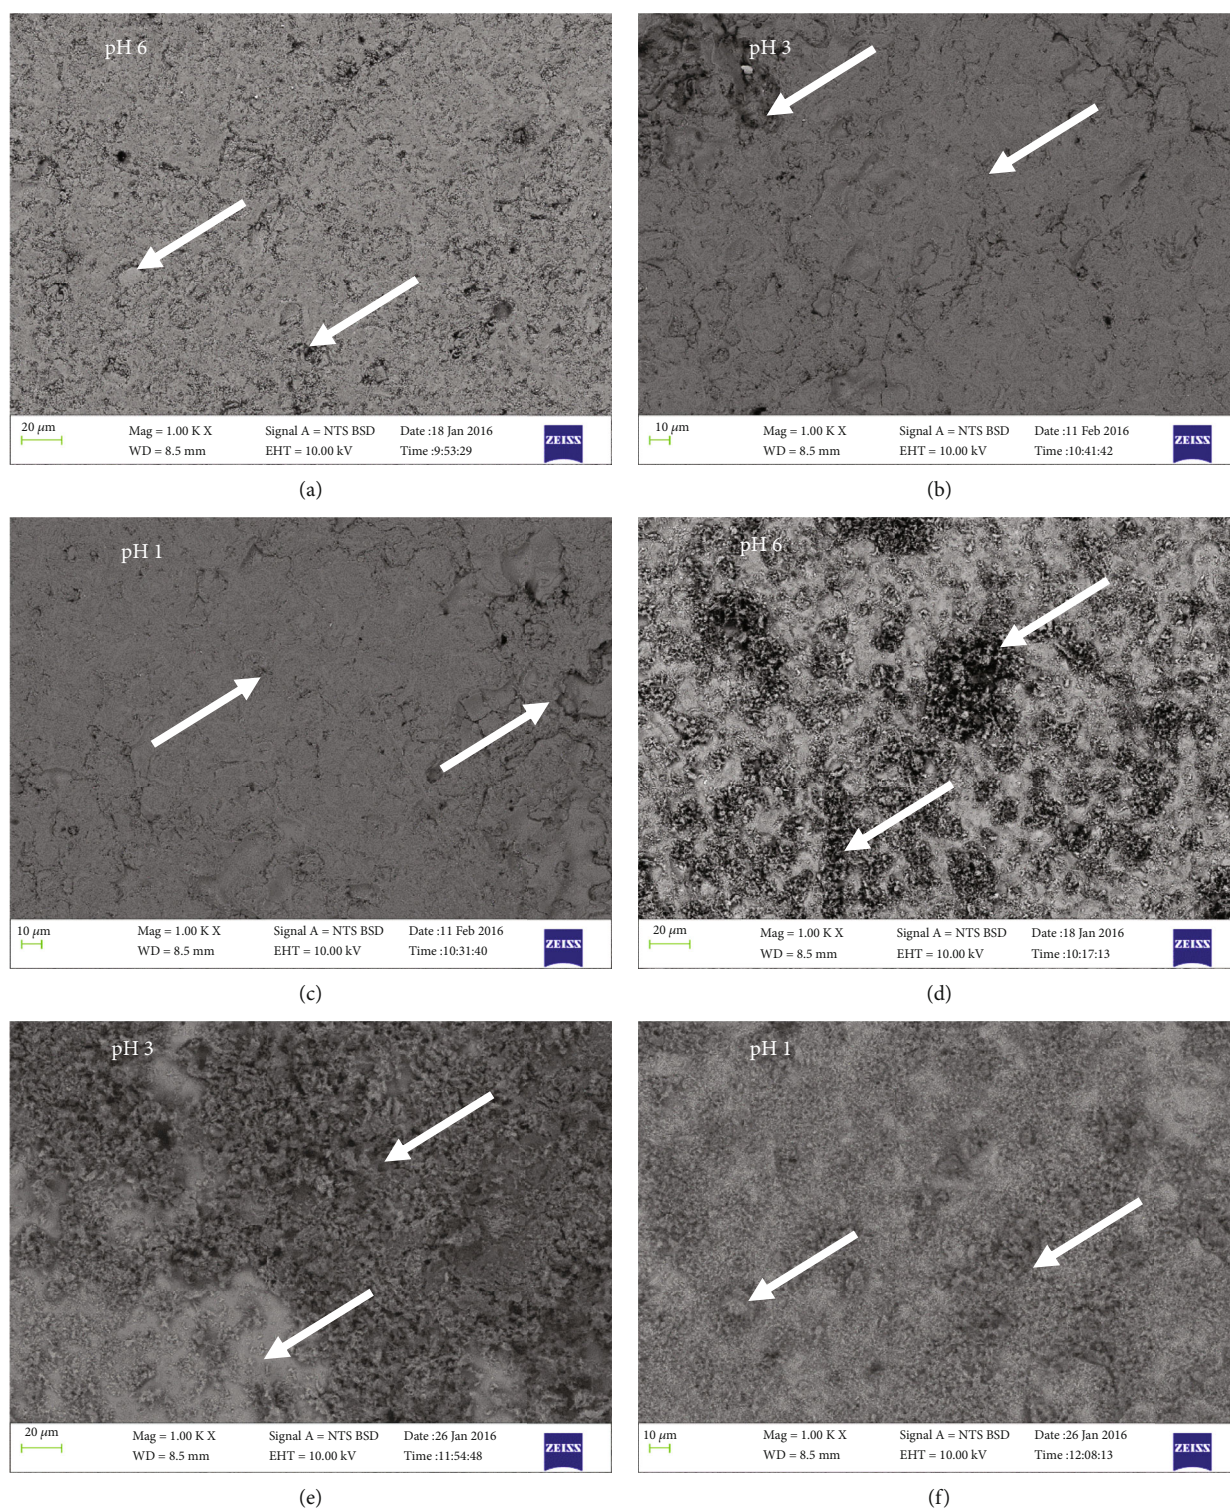 pH 6
20 μm
Mag = 1.00 K X
Signal A = NTS BSD
Date :18 Jan 2016
WD = 8.5 mm
EHT = 10.00 kV
Time :9:53:29
ZEISS
(a)
pH 3
10 μm
Mag = 1.00 K X
Signal A = NTS BSD
Date :11 Feb 2016
WD = 8.5 mm
EHT = 10.00 kV
Time :10:41:42
ZEISS
(b)
pH 1
10 μm
Mag = 1.00 K X
Signal A = NTS BSD
Date :11 Feb 2016
WD = 8.5 mm
EHT = 10.00 kV
Time :10:31:40
ZEISS
(c)
pH 6
20 μm
Mag = 1.00 K X
Signal A = NTS BSD
Date :18 Jan 2016
WD = 8.5 mm
EHT = 10.00 kV
Time :10:17:13
ZEISS
(d)
pH 3
20 μm
Mag = 1.00 K X
Signal A = NTS BSD
Date :26 Jan 2016
WD = 8.5 mm
EHT = 10.00 kV
Time :11:54:48
ZEISS
(e)
pH 1
10 μm
Mag = 1.00 K X
Signal A = NTS BSD
Date :26 Jan 2016
WD = 8.5 mm
EHT = 10.00 kV
Time :12:08:13
ZEISS
(f)